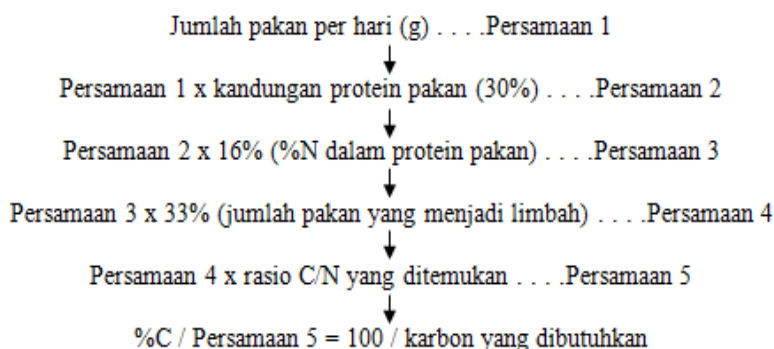 Jumlah pakan per hari (g) . . . .Persamaan 1
Persamaan 1 x kandungan protein pakan (30%) . . . .Persamaan 2
Persamaan 2 x 16% (%N dalam protein pakan) . . . .Persamaan 3
Persamaan 3 x 33% (jumlah pakan yang menjadi limbah) . . . .Persamaan 4
Persamaan 4 x rasio C/N yang ditemukan . . . .Persamaan 5
%C / Persamaan 5 = 100 / karbon yang dibutuhkan